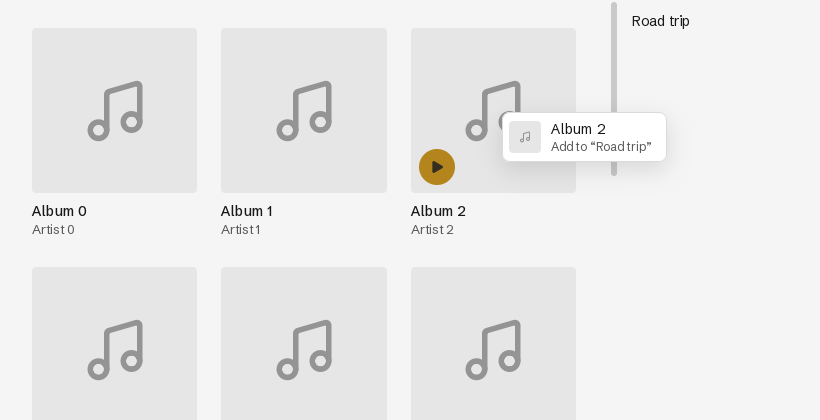 Road trip
Album 2
Add to “Road trip”
Album 0
Artist 0
Album 1
Artist 1
Album 2
Artist 2